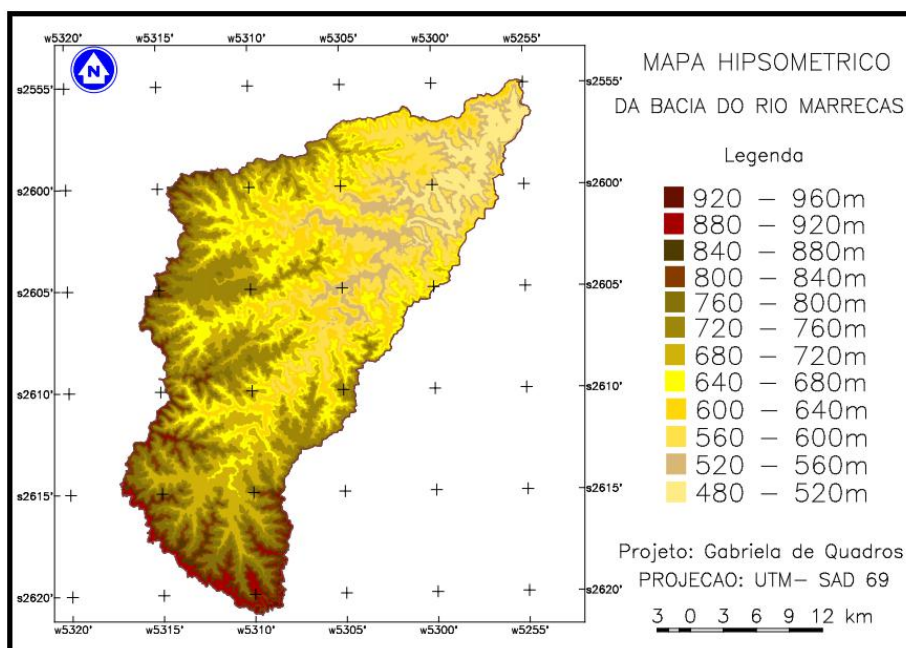 w5320' w5315' w5310' w5305' w5300' w5255'
N
s2555' s2555'
s2600' s2600'
s2605' s2605'
s2610' s2610'
s2615' s2615'
s2620' s2620'
w5320' w5315' w5310' w5305' w5300' w5255'
MAPA HIPSOMETRICO
DA BACIA DO RIO MARRECAS
Legenda
920 – 960m
880 – 920m
840 – 880m
800 – 840m
760 – 800m
720 – 760m
680 – 720m
640 – 680m
600 – 640m
560 – 600m
520 – 560m
480 – 520m
Projeto: Gabriela de Quadros
PROJECAO: UTM– SAD 69
3 0 3 6 9 12 km